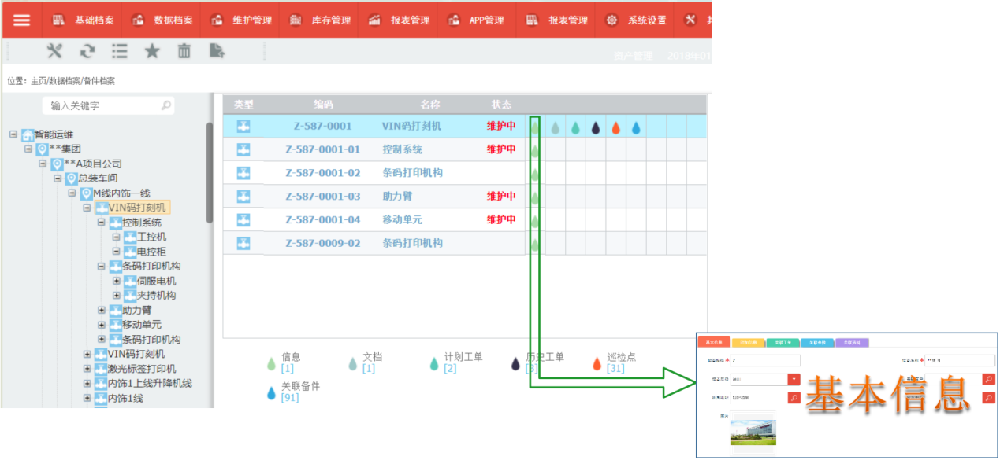 基础档案 数据档案 维护管理 库存管理 报表管理 APP管理 报表管理 系统设置
资产管理 2018年01
位置：主页/数据档案/备件档案
输入关键字
类型 编码 名称 状态
Z-587-0001 VIN码打刻机 维护中
Z-587-0001-01 控制系统 维护中
Z-587-0001-02 条码打印机构
Z-587-0001-03 助力臂 维护中
Z-587-0001-04 移动单元 维护中
Z-587-0009-02 条码打印机构
智能运维
**集团
**A项目公司
总装车间
M线内饰一线
VIN码打刻机
控制系统
工控机
电控柜
条码打印机构
伺服电机
夹持机构
助力臂
移动单元
条码打印机构
VIN码打刻机
激光标签打印机
内饰1上线升降机线
内饰1线
信息 文档 计划工单 历史工单 巡检点
[1] [1] [2] [3] [31]
关联备件
[91]
基本信息
基本信息